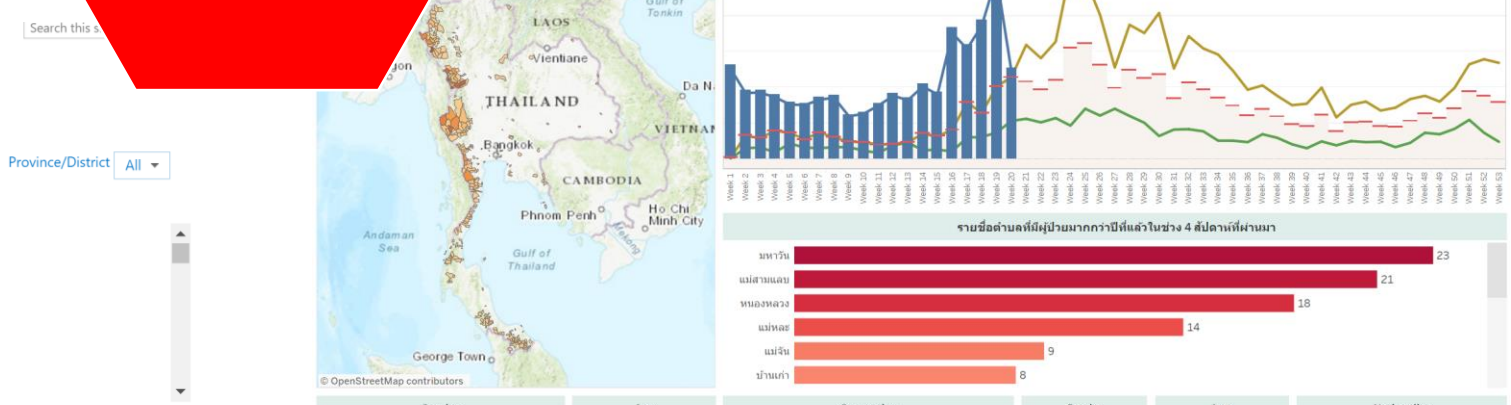 Search this s
Gulf of
Tonkin
LAOS
Vientiane
gon
Da N
THAILAND
VIETNAM
Bangkok
CAMBODIA
Phnom Penh
Ho Chi
Minh City
Mekong
Andaman
Sea
Gulf of
Thailand
George Town
© OpenStreetMap contributors
Province/District All
Week 1 Week 2 Week 3 Week 4 Week 5 Week 6 Week 7 Week 8 Week 9 Week 10 Week 11 Week 12 Week 13 Week 14 Week 15 Week 16 Week 17 Week 18 Week 19 Week 20 Week 21 Week 22 Week 23 Week 24 Week 25 Week 26 Week 27 Week 28 Week 29 Week 30 Week 31 Week 32 Week 33 Week 34 Week 35 Week 36 Week 37 Week 38 Week 39 Week 40 Week 41 Week 42 Week 43 Week 44 Week 45 Week 46 Week 47 Week 48 Week 49 Week 50 Week 51 Week 52 Week 53
รายชื่อตำบลที่มีผู้ป่วยมากกว่าปีที่แล้วในช่วง 4 สัปดาห์ที่ผ่านมา
มหาวัน 23
แม่สามแลบ 21
หนองหลวง 18
แม่หละ 14
แม่จัน 9
บ้านเก่า 8